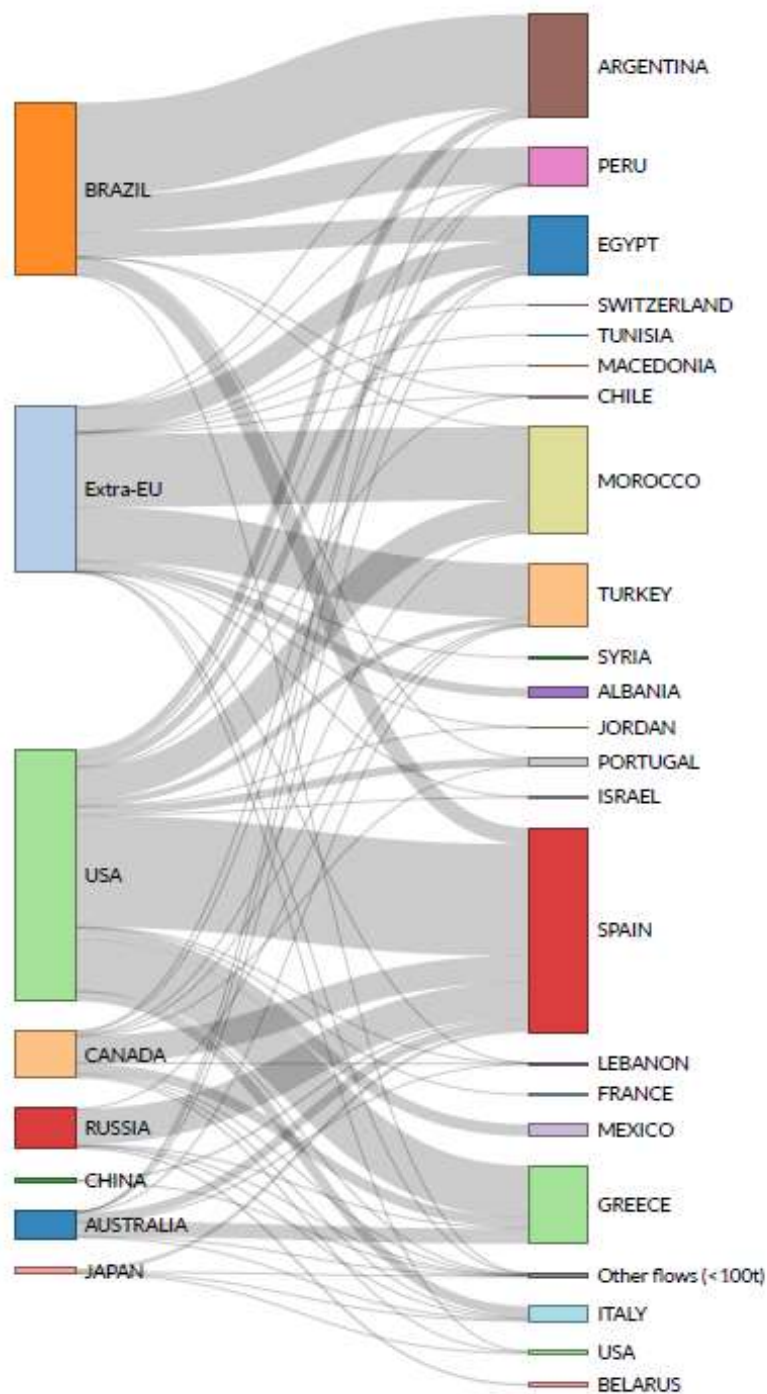 BRAZIL
Extra-EU
USA
CANADA
RUSSIA
CHINA
AUSTRALIA
JAPAN
ARGENTINA
PERU
EGYPT
SWITZERLAND
TUNISIA
MACEDONIA
CHILE
MOROCCO
TURKEY
SYRIA
ALBANIA
JORDAN
PORTUGAL
ISRAEL
SPAIN
LEBANON
FRANCE
MEXICO
GREECE
Other flows (<100t)
ITALY
USA
BELARUS